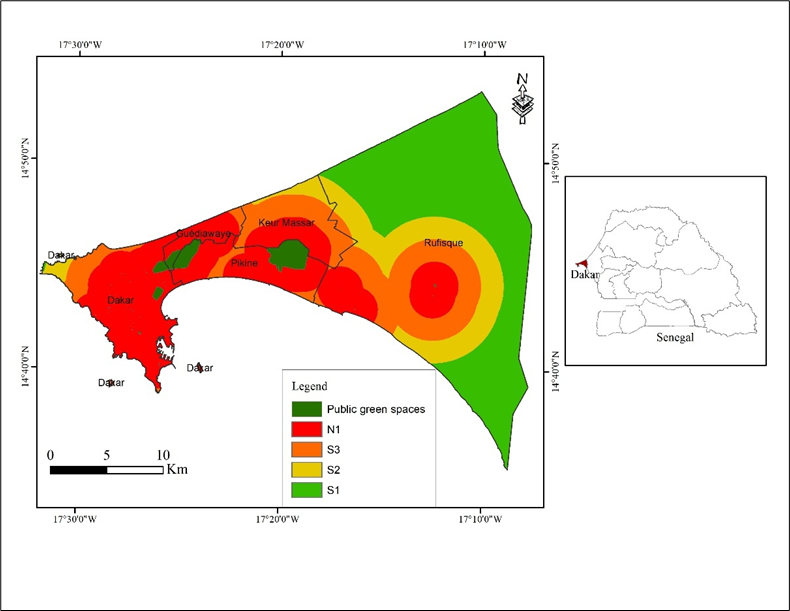 17°30'0"W
17°20'0"W
17°10'0"W
14°50'0"N
14°50'0"N
N
Guédiawaye
Keur Massar
Rufisque
Dakar
Pikine
Dakar
Dakar
Dakar
14°40'0"N
14°40'0"N
Legend
Public green spaces
N1
S3
S2
S1
0 5 10
Km
17°30'0"W
17°20'0"W
17°10'0"W
Dakar
Senegal